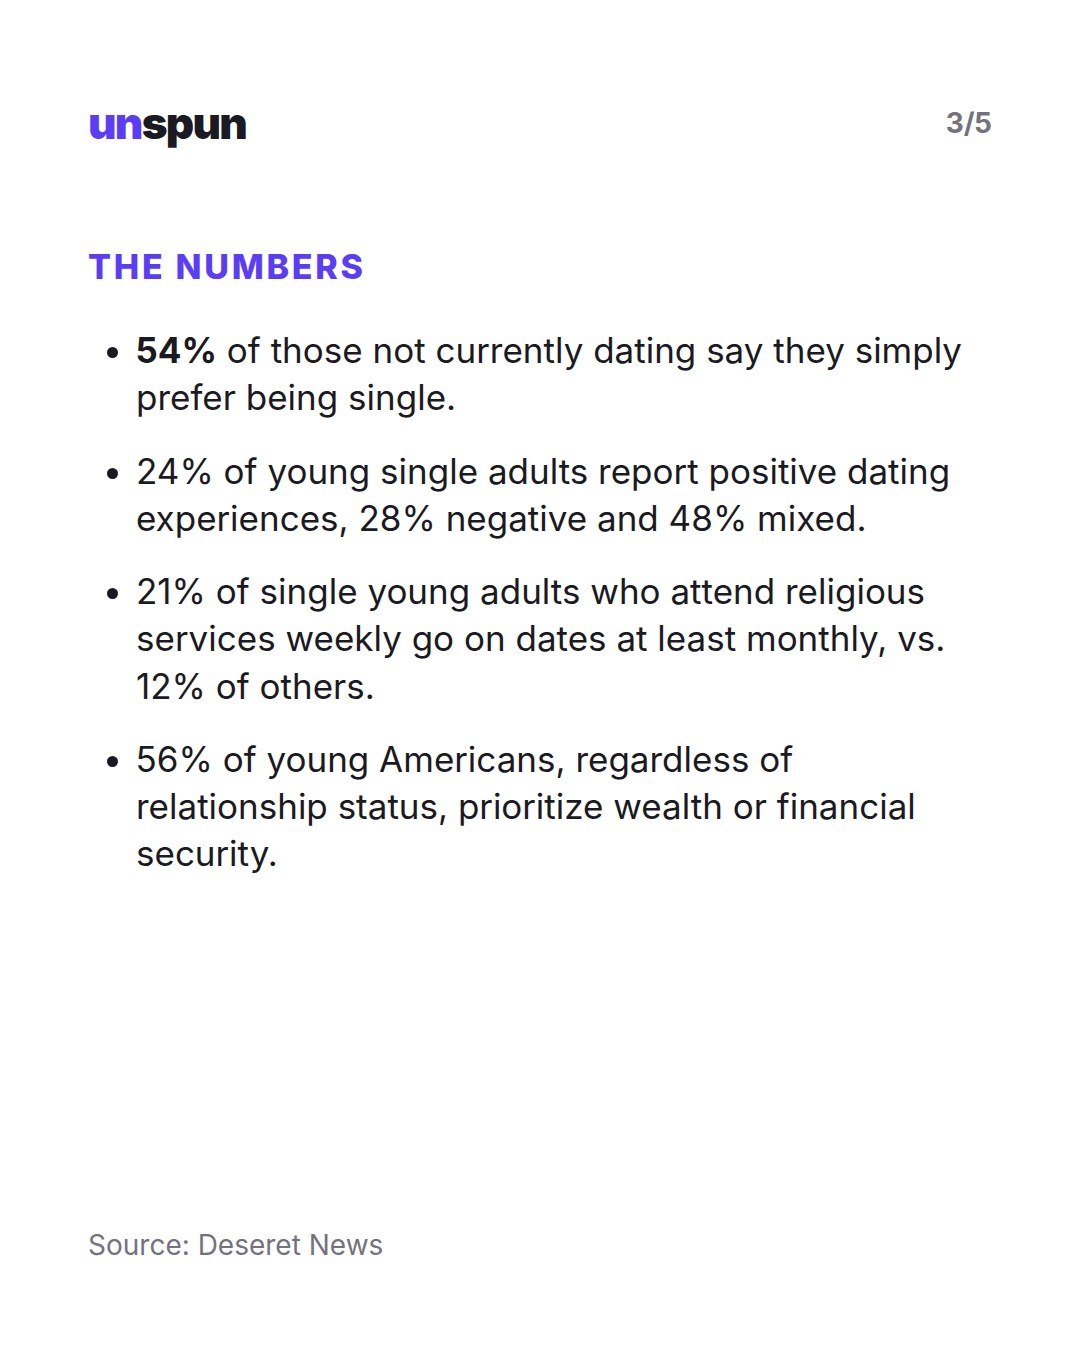 unspun
3/5
THE NUMBERS
• 54% of those not currently dating say they simply
prefer being single.
• 24% of young single adults report positive dating
experiences, 28% negative and 48% mixed.
• 21% of single young adults who attend religious
services weekly go on dates at least monthly, vs.
12% of others.
• 56% of young Americans, regardless of
relationship status, prioritize wealth or financial
security.
Source: Deseret News